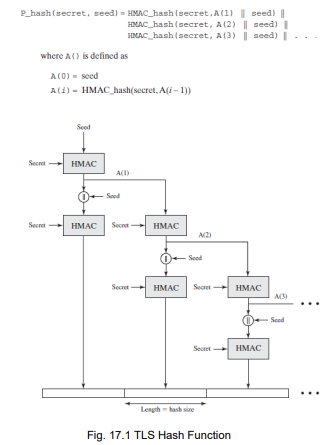 P_hash(secret, seed) = HMAC_hash(secret,A(1) || seed) ||
HMAC_hash(secret, A(2) || seed) ||
HMAC_hash(secret, A(3) || seed) || . . .
where A() is defined as
A(0) = seed
A(i) = HMAC_hash(secret, A(i – 1))
Seed
Secret HMAC
A(1)
|| Seed
Secret HMAC Secret HMAC
A(2)
|| Seed
Secret HMAC Secret HMAC
A(3)
|| Seed
Secret HMAC
Length = hash size
Fig. 17.1 TLS Hash Function